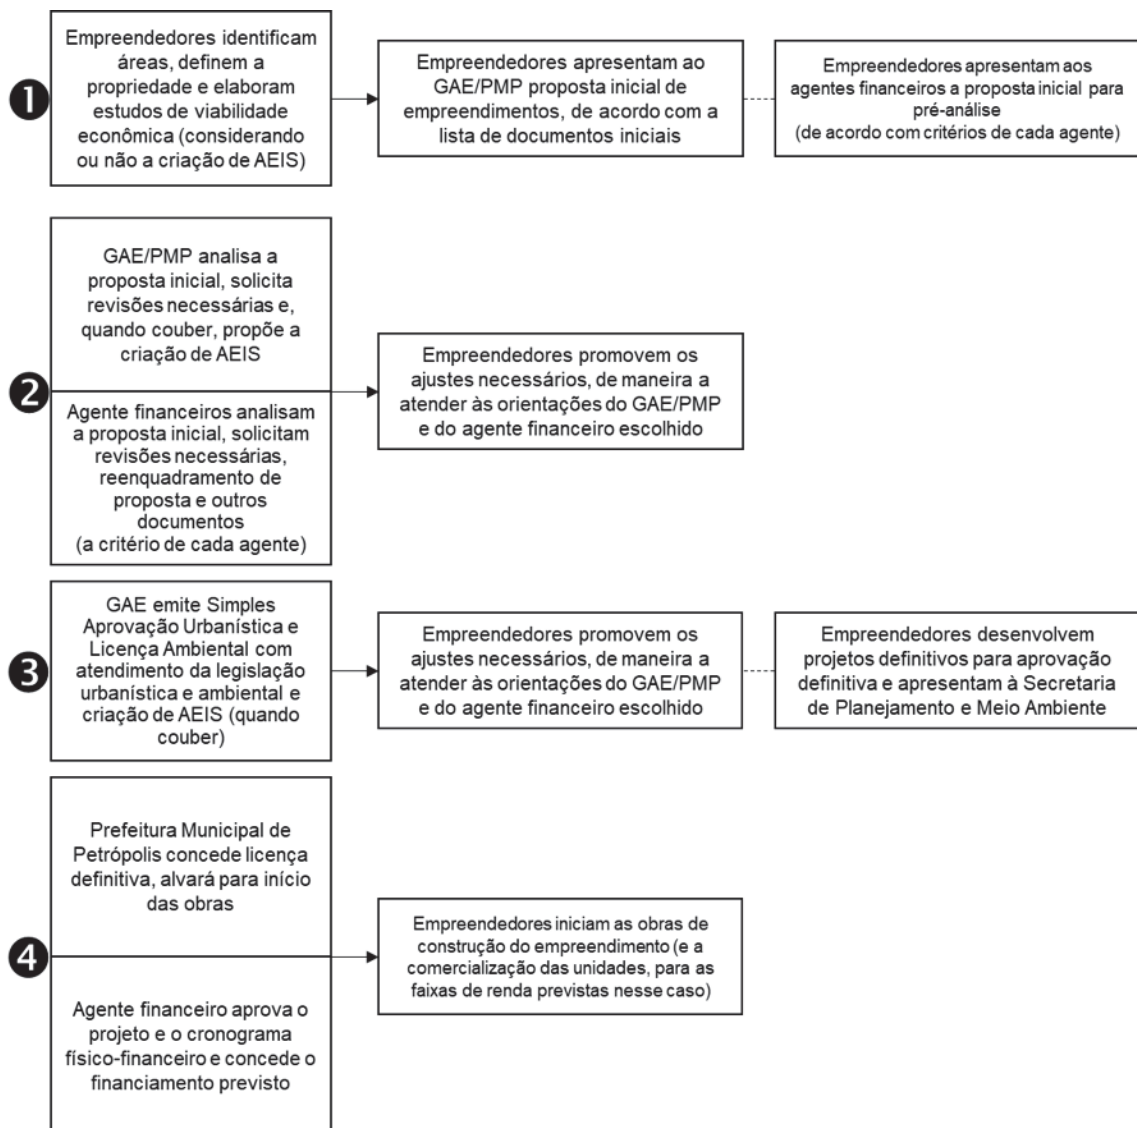 1
Empreendedores identificam
áreas, definem a
propriedade e elaboram
estudos de viabilidade
econômica (considerando
ou não a criação de AEIS)
Empreendedores apresentam ao
GAE/PMP proposta inicial de
empreendimentos, de acordo com a
lista de documentos iniciais
Empreendedores apresentam aos
agentes financeiros a proposta inicial para
pré-análise
(de acordo com critérios de cada agente)
2
GAE/PMP analisa a
proposta inicial, solicita
revisões necessárias e,
quando couber, propõe a
criação de AEIS
Agente financeiros analisam
a proposta inicial, solicitam
revisões necessárias,
reenquadramento de
proposta e outros
documentos
(a critério de cada agente)
Empreendedores promovem os
ajustes necessários, de maneira a
atender às orientações do GAE/PMP
e do agente financeiro escolhido
3
GAE emite Simples
Aprovação Urbanística e
Licença Ambiental com
atendimento da legislação
urbanística e ambiental e
criação de AEIS (quando
couber)
Empreendedores promovem os
ajustes necessários, de maneira a
atender às orientações do GAE/PMP
e do agente financeiro escolhido
Empreendedores desenvolvem
projetos definitivos para aprovação
definitiva e apresentam à Secretaria
de Planejamento e Meio Ambiente
4
Prefeitura Municipal de
Petrópolis concede licença
definitiva, alvará para início
das obras
Agente financeiro aprova o
projeto e o cronograma
físico-financeiro e concede o
financiamento previsto
Empreendedores iniciam as obras de
construção do empreendimento (e a
comercialização das unidades, para as
faixas de renda previstas nesse caso)